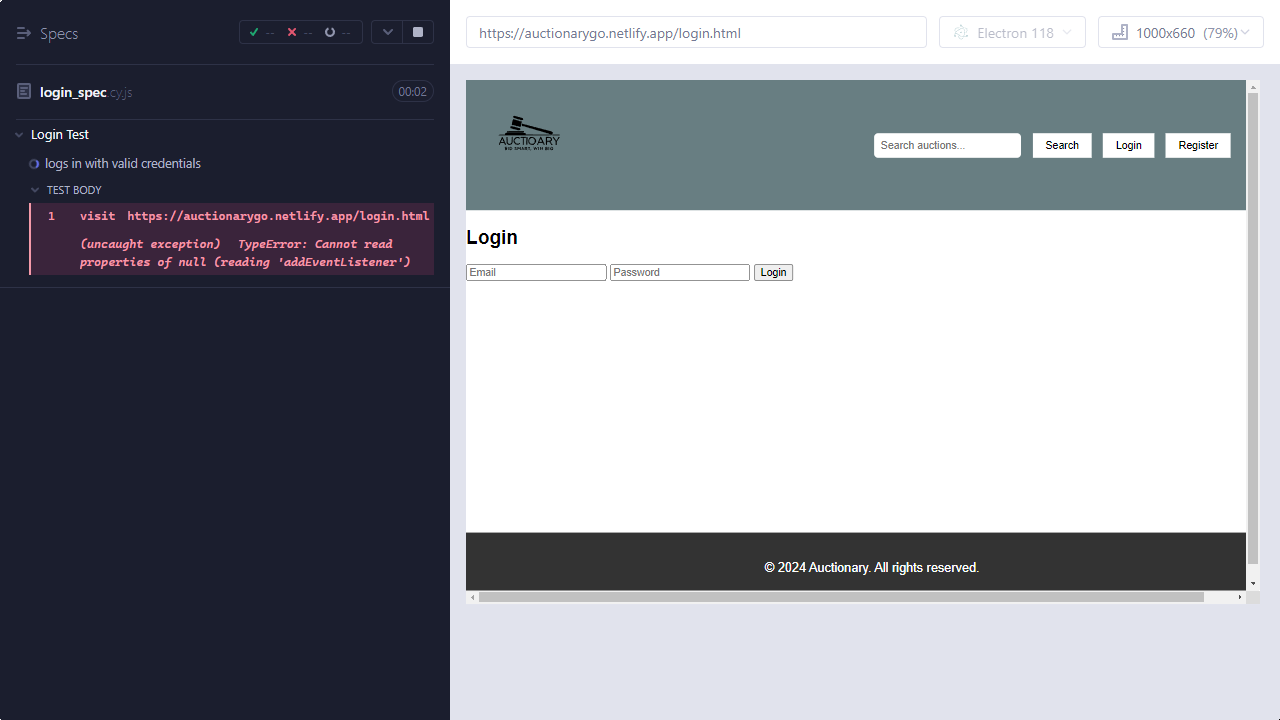 Specs
-- -- --
login_spec.cy.js
00:02
Login Test
logs in with valid credentials
TEST BODY
1 visit https://auctionarygo.netlify.app/login.html
(uncaught exception) TypeError: Cannot read
properties of null (reading 'addEventListener')
https://auctionarygo.netlify.app/login.html
Electron 118
1000x660 (79%)
AUCTIOARY
BID SMART, WIN BIG
Search auctions...
Search
Login
Register
Login
Email
Password
Login
© 2024 Auctionary. All rights reserved.